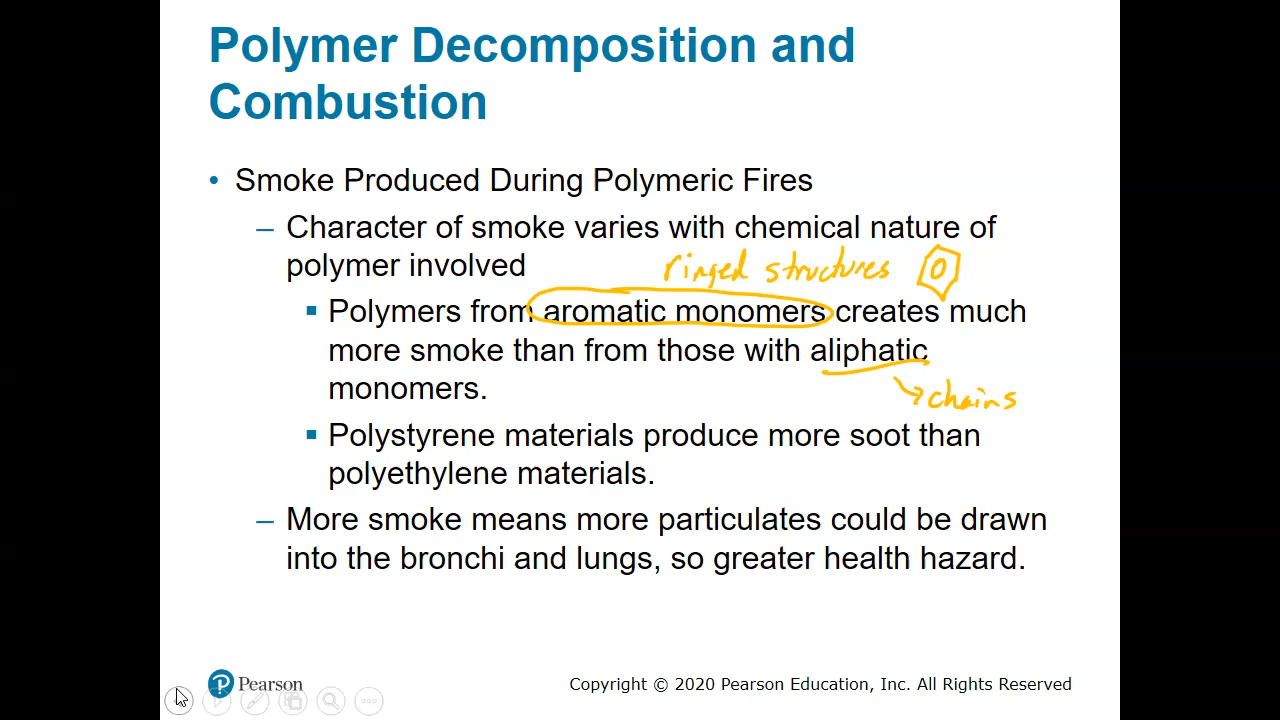 Polymer Decomposition and
Combustion
• Smoke Produced During Polymeric Fires
– Character of smoke varies with chemical nature of
polymer involved
ringed structures
▪ Polymers from aromatic monomers creates much
more smoke than from those with aliphatic
monomers.
→ chains
▪ Polystyrene materials produce more soot than
polyethylene materials.
– More smoke means more particulates could be drawn
into the bronchi and lungs, so greater health hazard.
P Pearson
Copyright © 2020 Pearson Education, Inc. All Rights Reserved